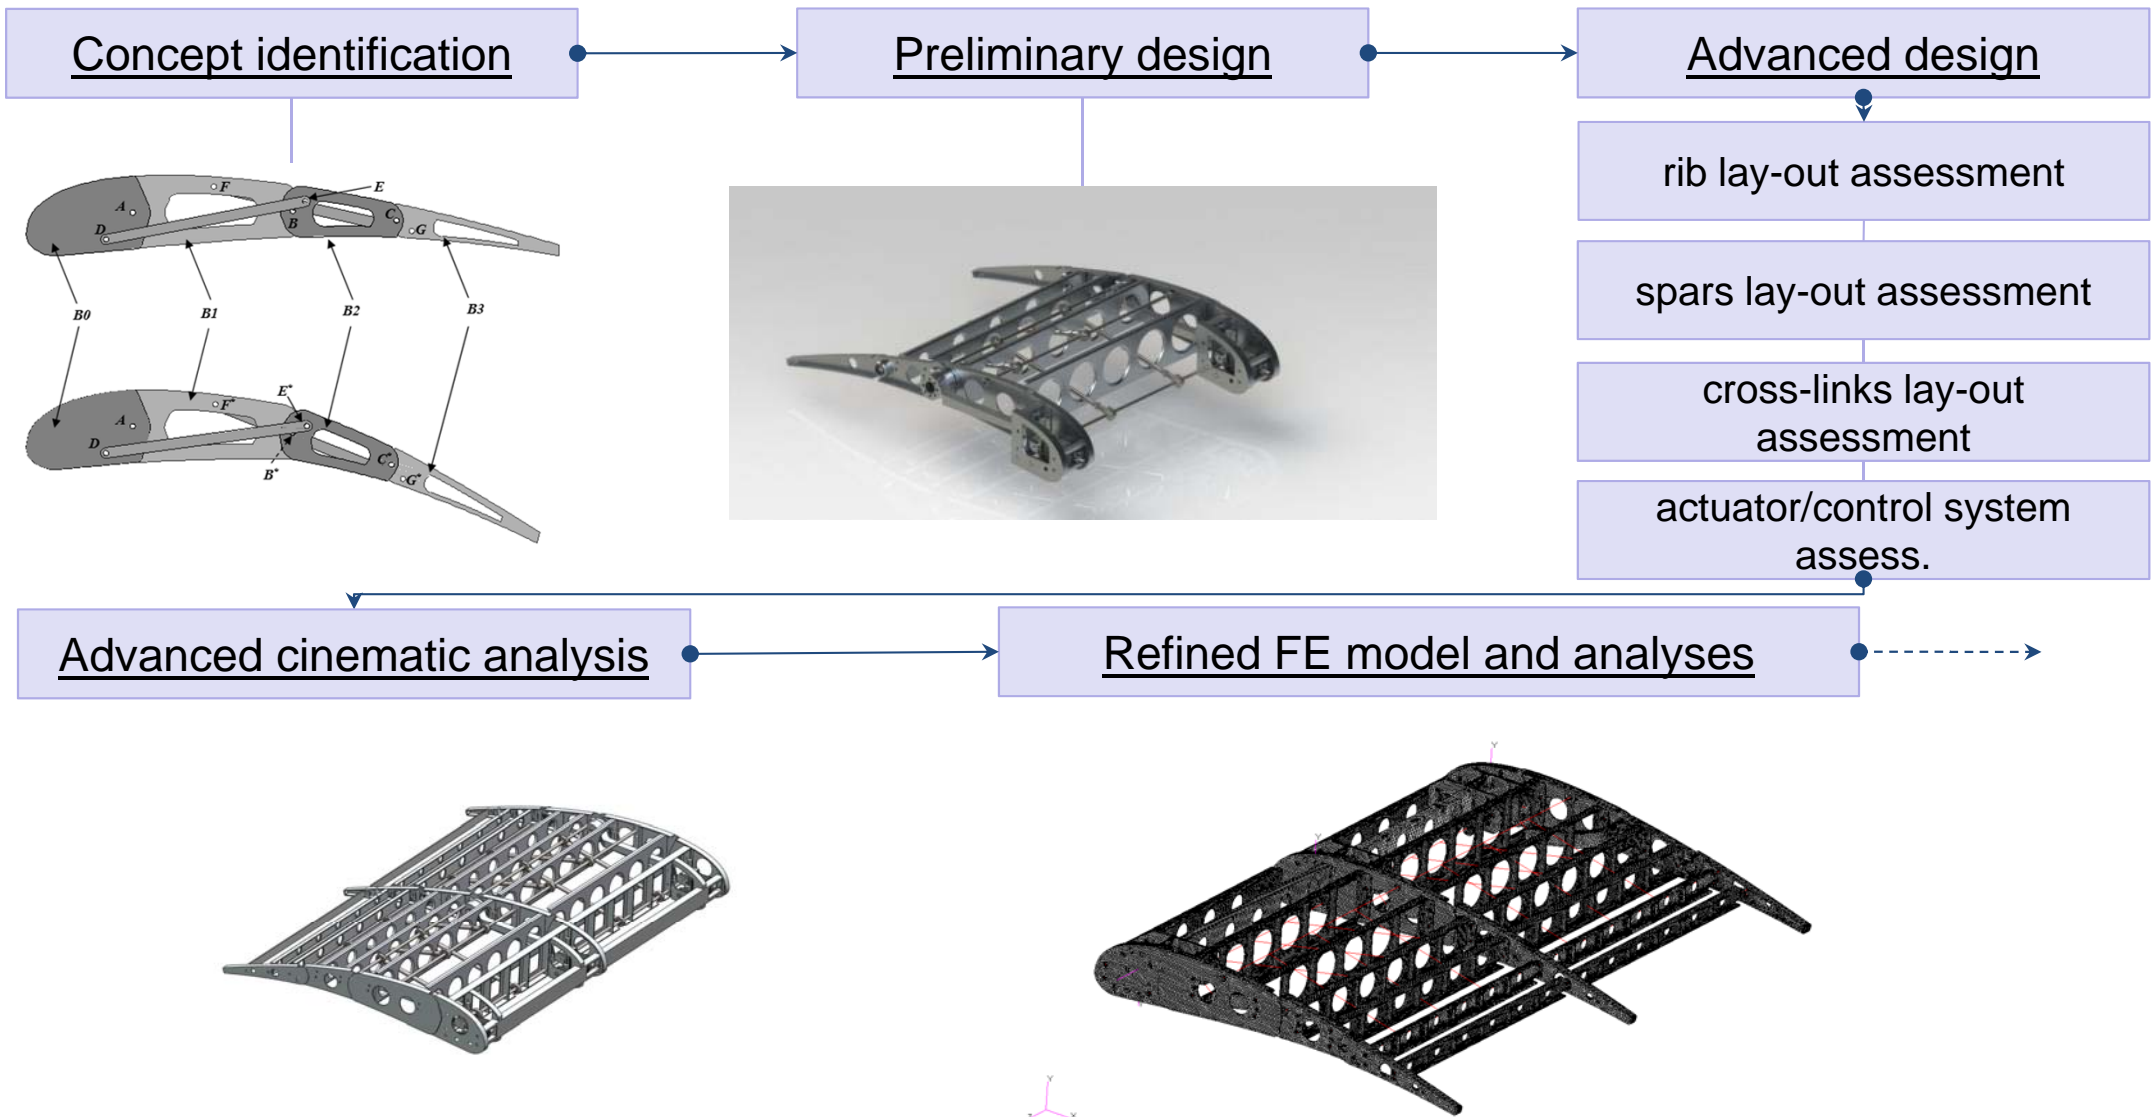 Concept identification
Preliminary design
Advanced design
rib lay-out assessment
spars lay-out assessment
cross-links lay-out
assessment
actuator/control system
assess.
F
E
A
D
B
C
G
B0
B1
B2
B3
E*
F*
A
D
B*
C*
G*
Advanced cinematic analysis
Refined FE model and analyses
Y
Y
Y
X